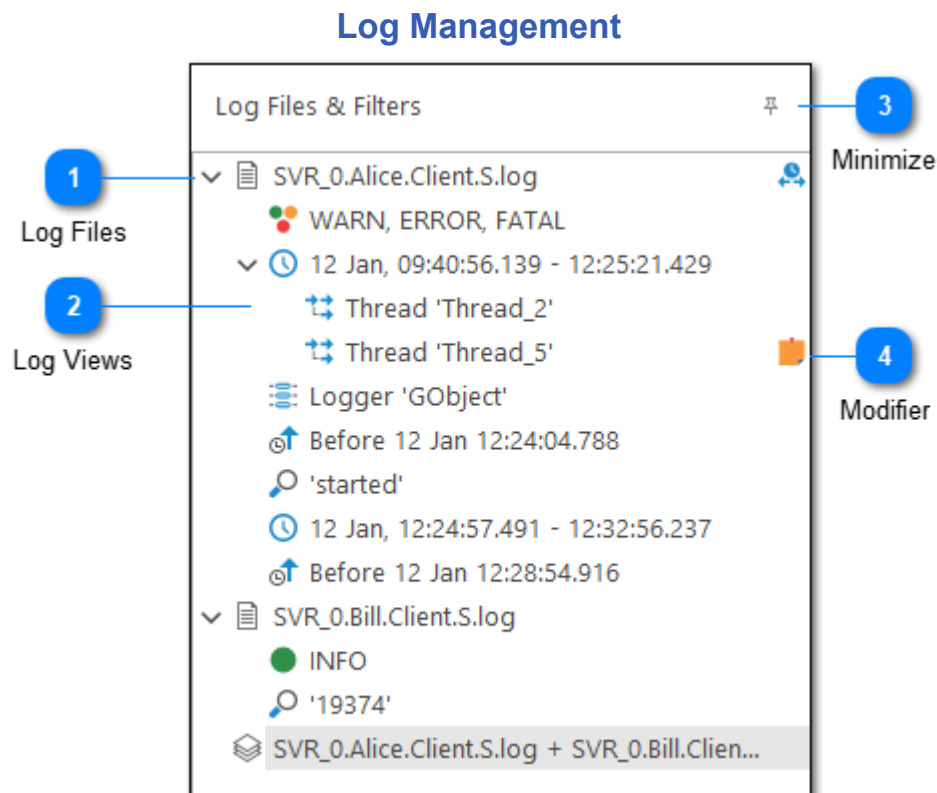 Log Management
Log Files & Filters
3
Minimize
1
Log Files
SVR_0.Alice.Client.S.log
WARN, ERROR, FATAL
12 Jan, 09:40:56.139 - 12:25:21.429
2
Log Views
Thread 'Thread_2'
Thread 'Thread_5'
4
Modifier
Logger 'GObject'
Before 12 Jan 12:24:04.788
'started'
12 Jan, 12:24:57.491 - 12:32:56.237
Before 12 Jan 12:28:54.916
SVR_0.Bill.Client.S.log
INFO
'19374'
SVR_0.Alice.Client.S.log + SVR_0.Bill.Clien...